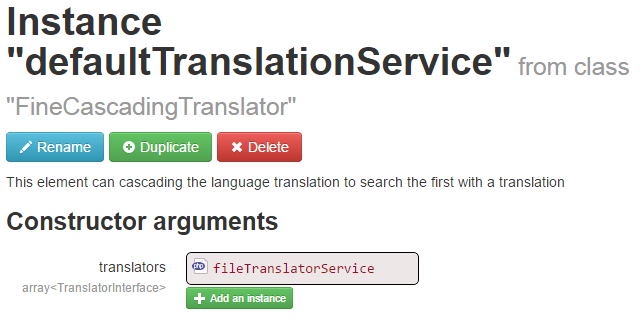 Instance
"defaultTranslationService" from class
"FineCascadingTranslator"
Rename Duplicate Delete
This element can cascading the language translation to search the first with a translation
Constructor arguments
translators php fileTranslatorService
array<TranslatorInterface> Add an instance